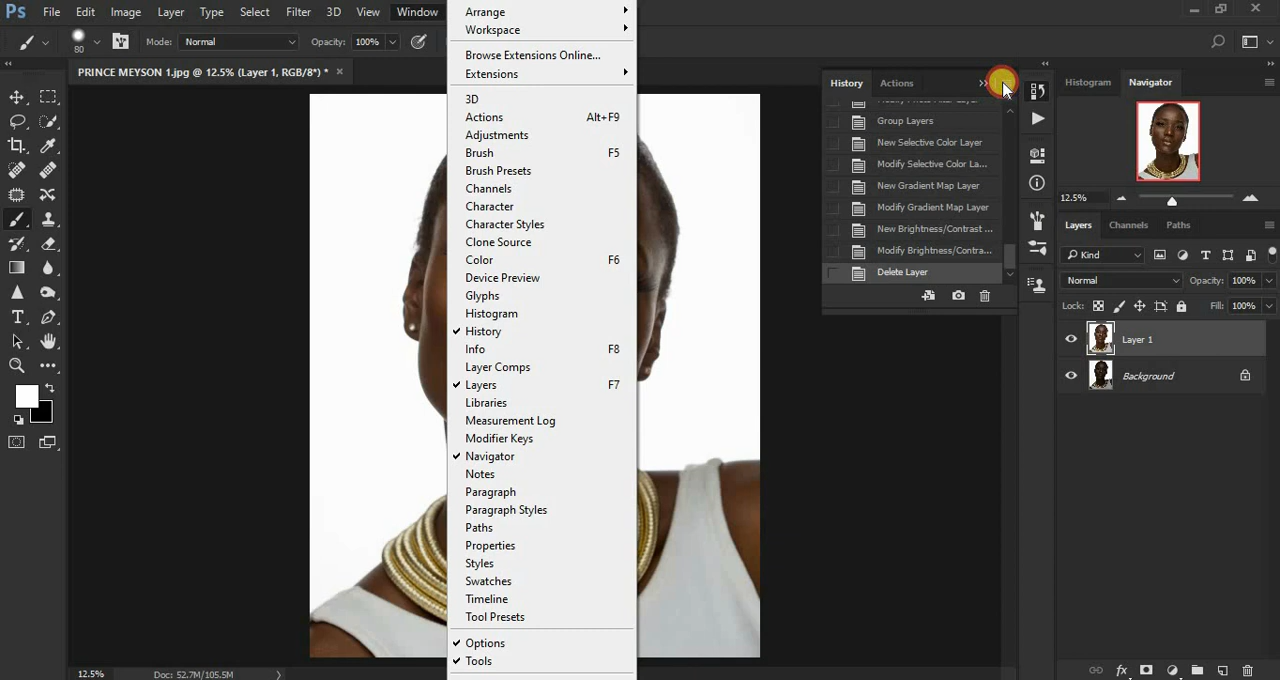 Ps File Edit Image Layer Type Select Filter 3D View Window
80 Mode: Normal Opacity: 100%
PRINCE MEYSON 1.jpg @ 12.5% (Layer 1, RGB/8*) * ×
Arrange
Workspace
Browse Extensions Online...
Extensions
3D
Actions Alt+F9
Adjustments
Brush F5
Brush Presets
Channels
Character
Character Styles
Clone Source
Color F6
Device Preview
Glyphs
Histogram
History
Info F8
Layer Comps
Layers F7
Libraries
Measurement Log
Modifier Keys
Navigator
Notes
Paragraph
Paragraph Styles
Paths
Properties
Styles
Swatches
Timeline
Tool Presets
Options
Tools
History Actions
Group Layers
New Selective Color Layer
Modify Selective Color La...
New Gradient Map Layer
Modify Gradient Map Layer
New Brightness/Contrast ...
Modify Brightness/Contra...
Delete Layer
Histogram Navigator
12.5%
Layers Channels Paths
Kind
Normal Opacity: 100%
Lock: Fill: 100%
Layer 1
Background
12.5% Doc: 52.7M/105.5M